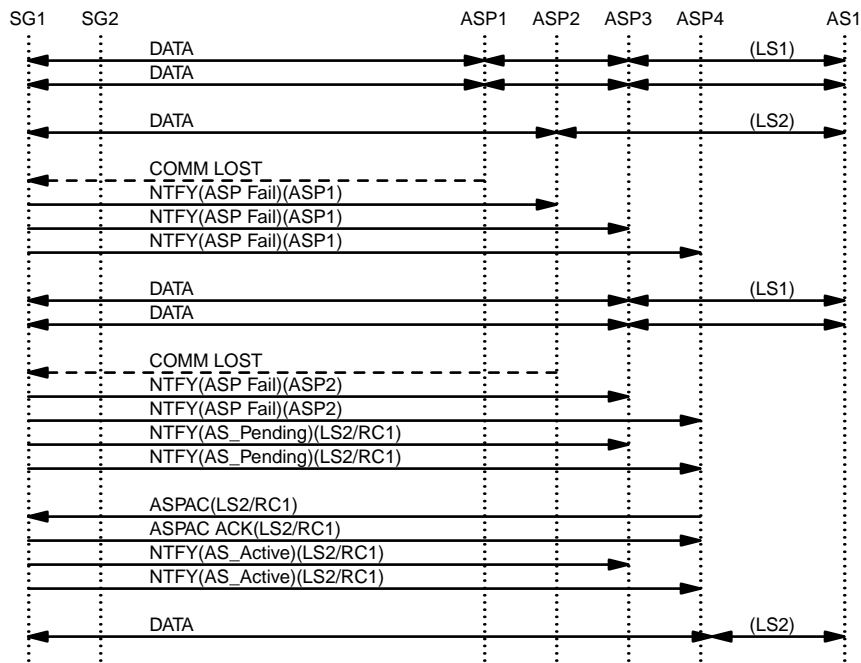 SG1 SG2 ASP1 ASP2 ASP3 ASP4 AS1
DATA (LS1)
DATA
DATA (LS2)
COMM LOST
NTFY(ASP Fail)(ASP1)
NTFY(ASP Fail)(ASP1)
NTFY(ASP Fail)(ASP1)
DATA (LS1)
DATA
COMM LOST
NTFY(ASP Fail)(ASP2)
NTFY(ASP Fail)(ASP2)
NTFY(AS_Pending)(LS2/RC1)
NTFY(AS_Pending)(LS2/RC1)
ASPAC(LS2/RC1)
ASPAC ACK(LS2/RC1)
NTFY(AS_Active)(LS2/RC1)
NTFY(AS_Active)(LS2/RC1)
DATA (LS2)